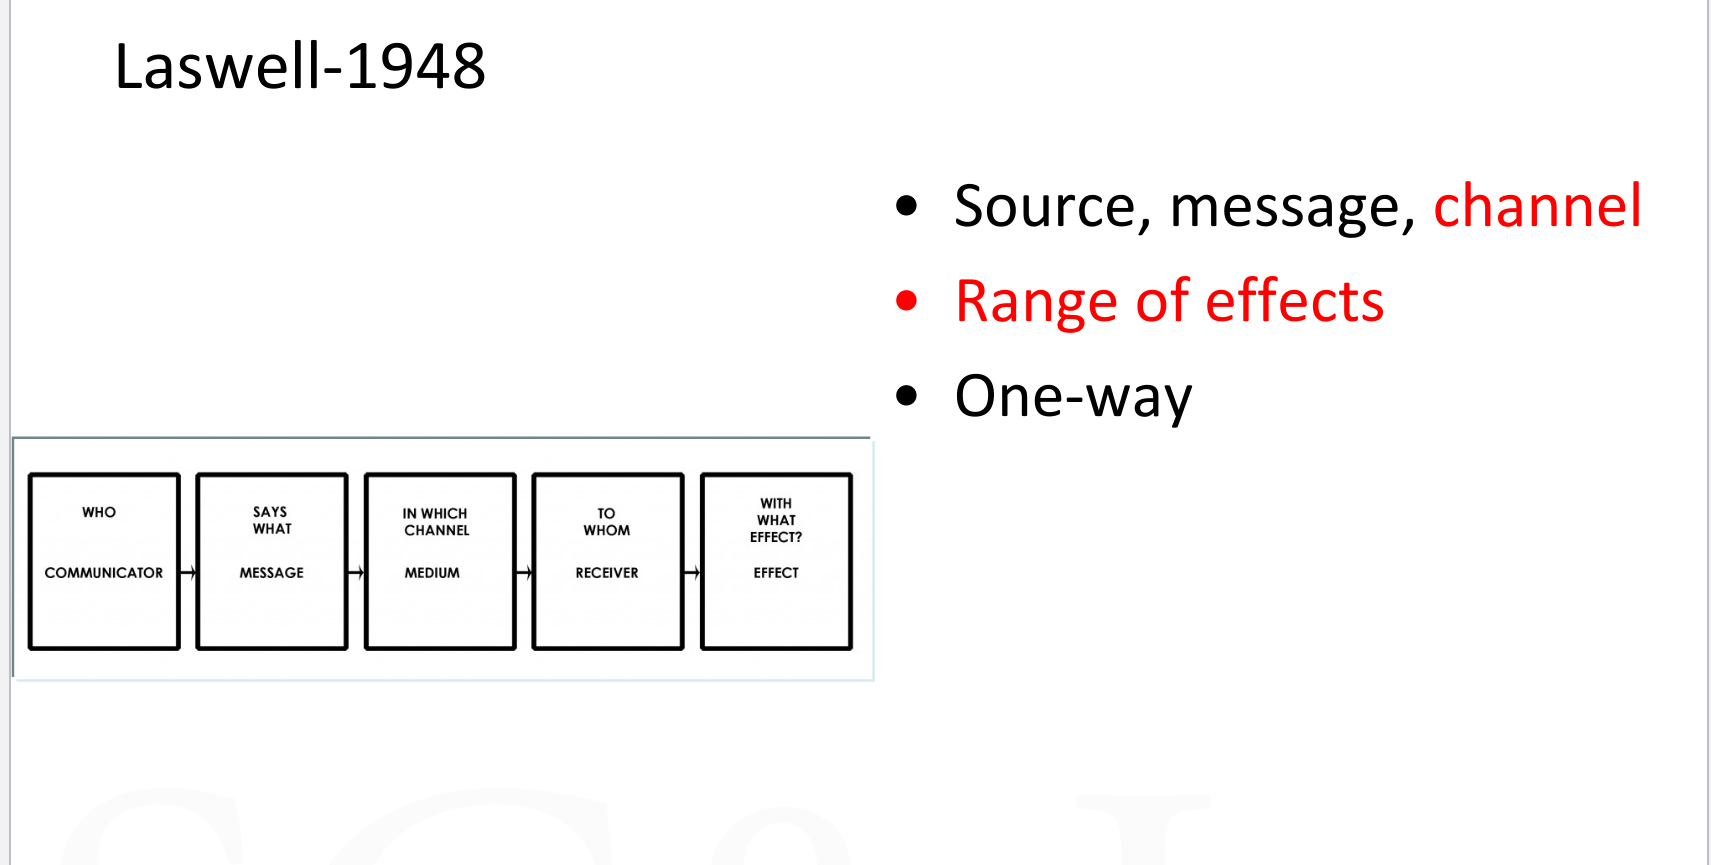 Laswell-1948
• Source, message, channel
• Range of effects
• One-way
WHO
COMMUNICATOR
SAYS
WHAT
MESSAGE
IN WHICH
CHANNEL
MEDIUM
TO
WHOM
RECEIVER
WITH
WHAT
EFFECT?
EFFECT